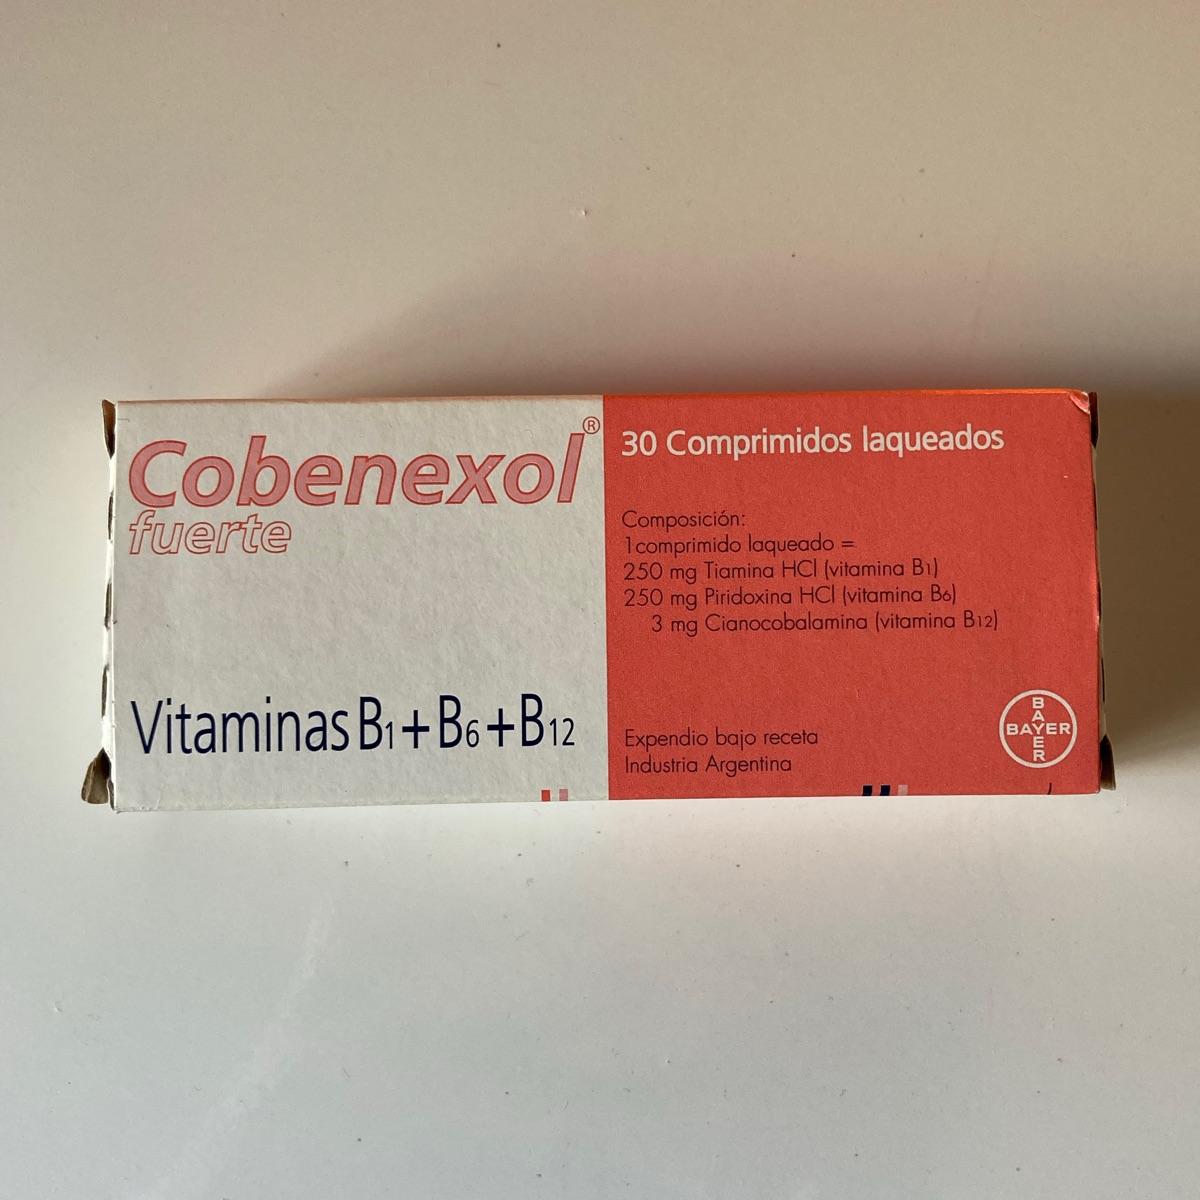 Cobenexol®
fuerte
Vitaminas B1+B6+B12
30 Comprimidos laqueados
Composición:
1comprimido laqueado =
250 mg Tiamina HCl (vitamina B1)
250 mg Piridoxina HCl (vitamina B6)
3 mg Cianocobalamina (vitamina B12)
Expendio bajo receta
Industria Argentina
BAYER
BAYER